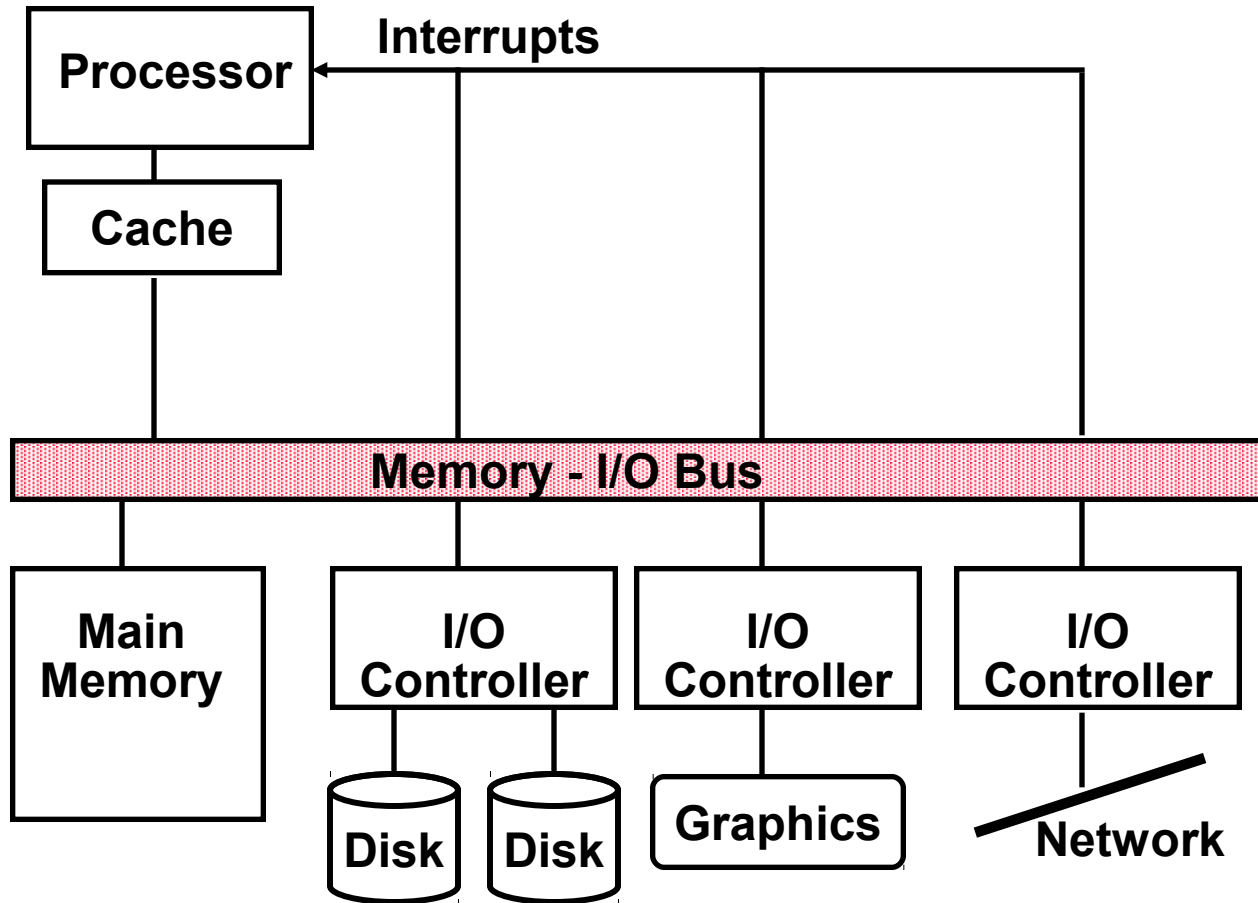 Interrupts
Processor
Cache
Memory - I/O Bus
Main
Memory
I/O
Controller
I/O
Controller
I/O
Controller
Disk
Disk
Graphics
Network